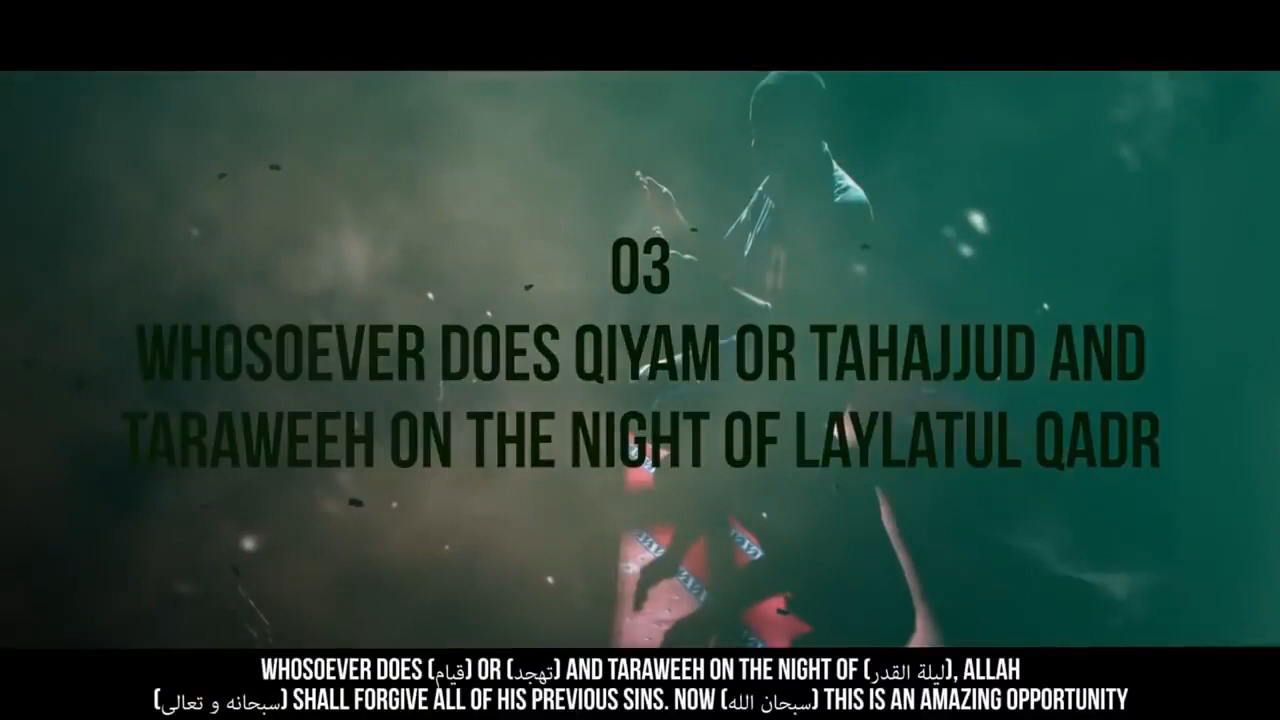 03
WHOSOEVER DOES QIYAM OR TAHAJJUD AND
TARAWEEH ON THE NIGHT OF LAYLATUL QADR
WHOSOEVER DOES (قيام) OR (تهجد) AND TARAWEEH ON THE NIGHT OF (ليلة القدر), ALLAH
(سبحانه و تعالى) SHALL FORGIVE ALL OF HIS PREVIOUS SINS. NOW (سبحان الله) THIS IS AN AMAZING OPPORTUNITY